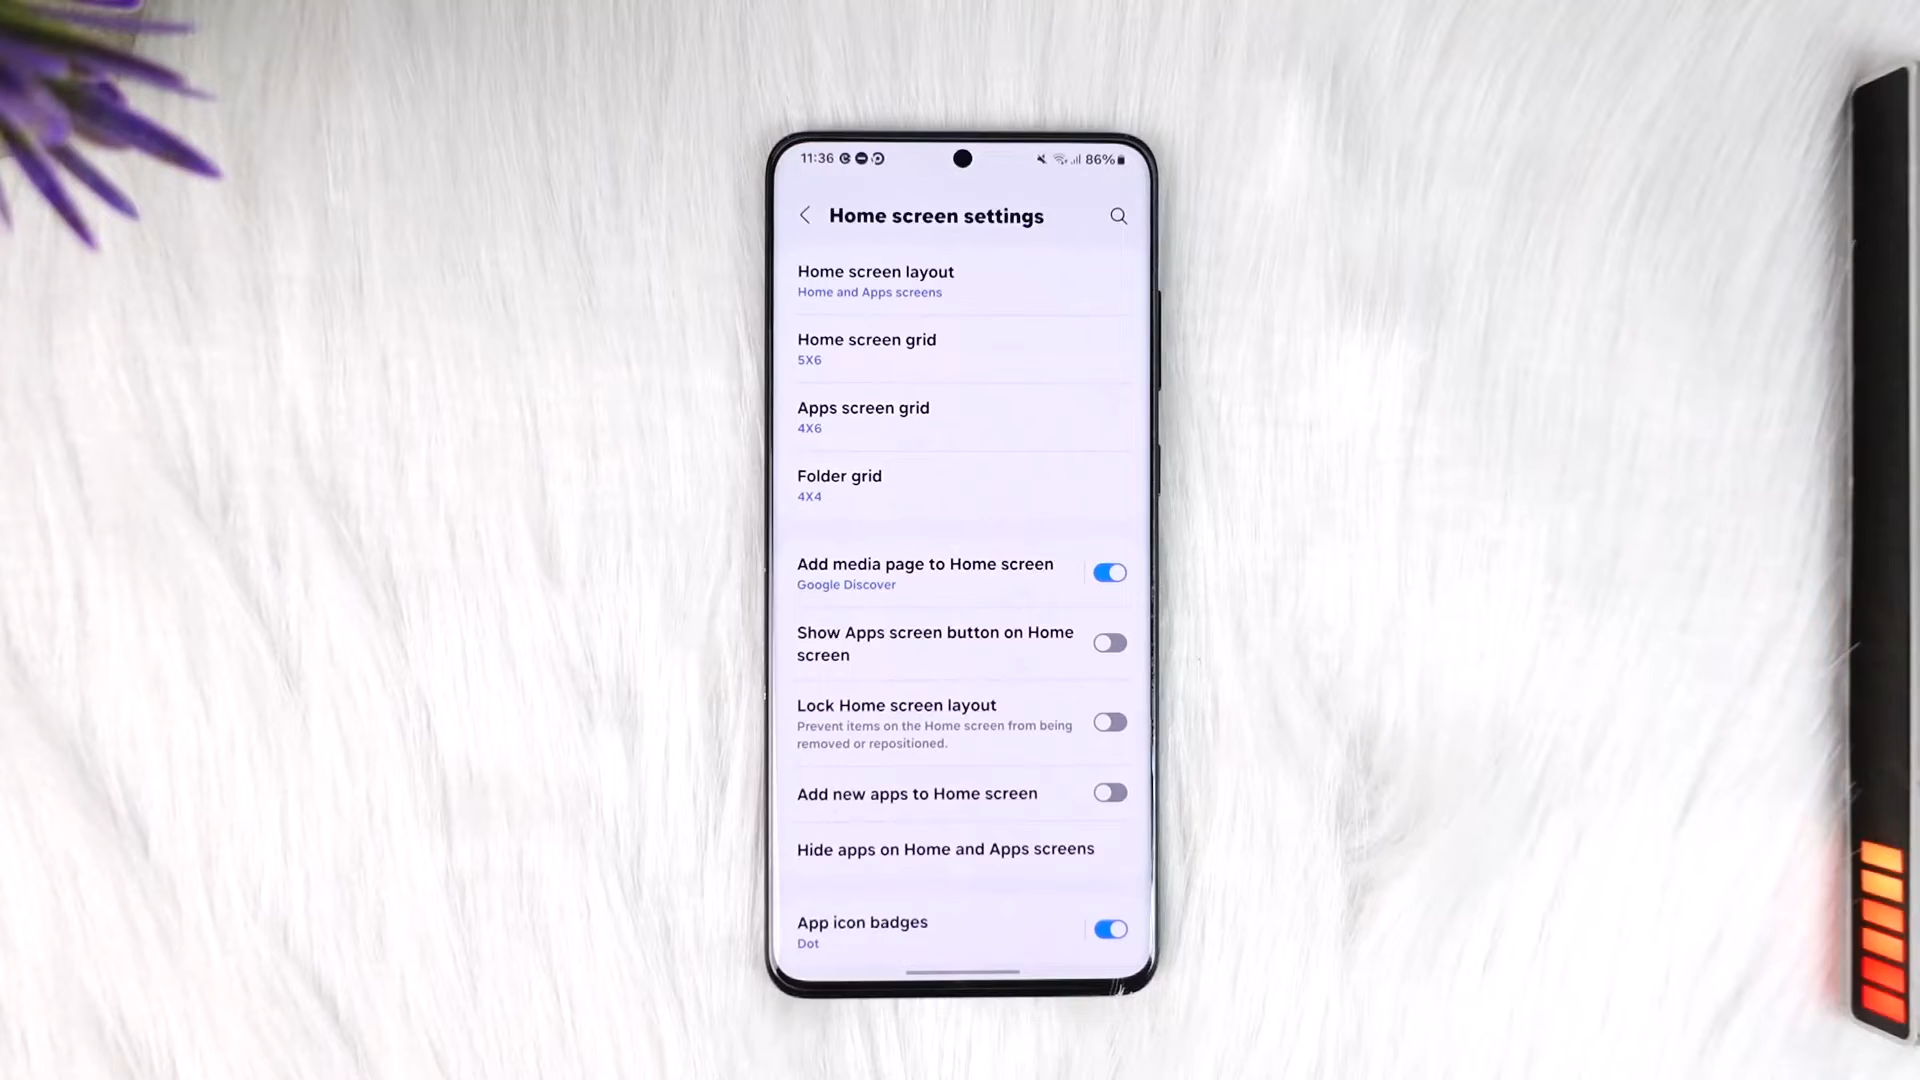 11:36
86%
Home screen settings
Home screen layout
Home and Apps screens
Home screen grid
5X6
Apps screen grid
4X6
Folder grid
4X4
Add media page to Home screen
Google Discover
Show Apps screen button on Home
screen
Lock Home screen layout
Prevent items on the Home screen from being
removed or repositioned.
Add new apps to Home screen
Hide apps on Home and Apps screens
App icon badges
Dot